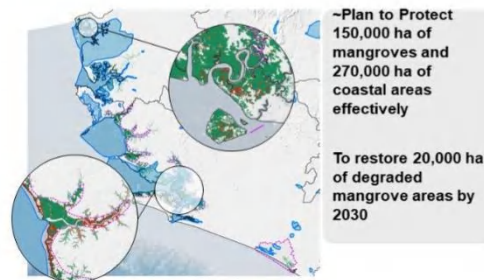 ~Plan to Protect
150,000 ha of
mangroves and
270,000 ha of
coastal areas
effectively
To restore 20,000 ha
of degraded
mangrove areas by
2030